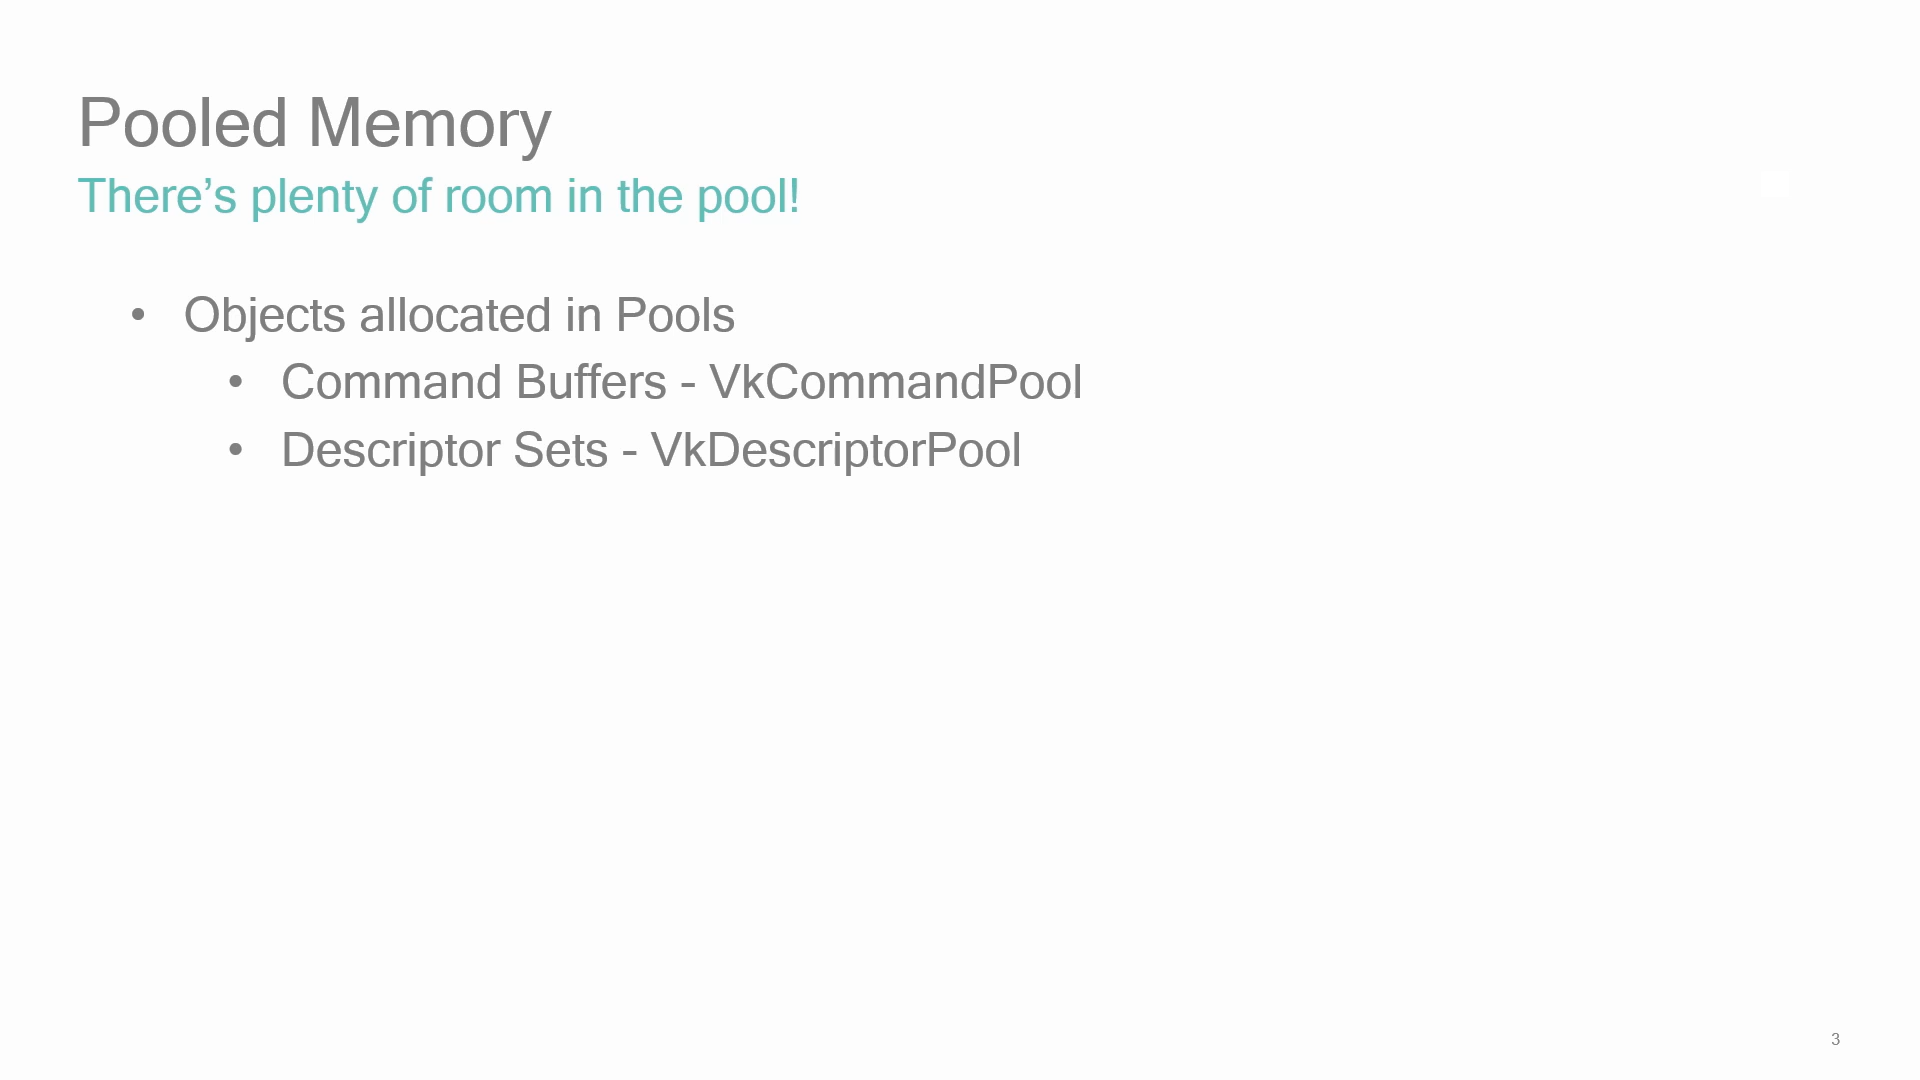 Pooled Memory
There’s plenty of room in the pool!
• Objects allocated in Pools
• Command Buffers - VkCommandPool
• Descriptor Sets - VkDescriptorPool
3